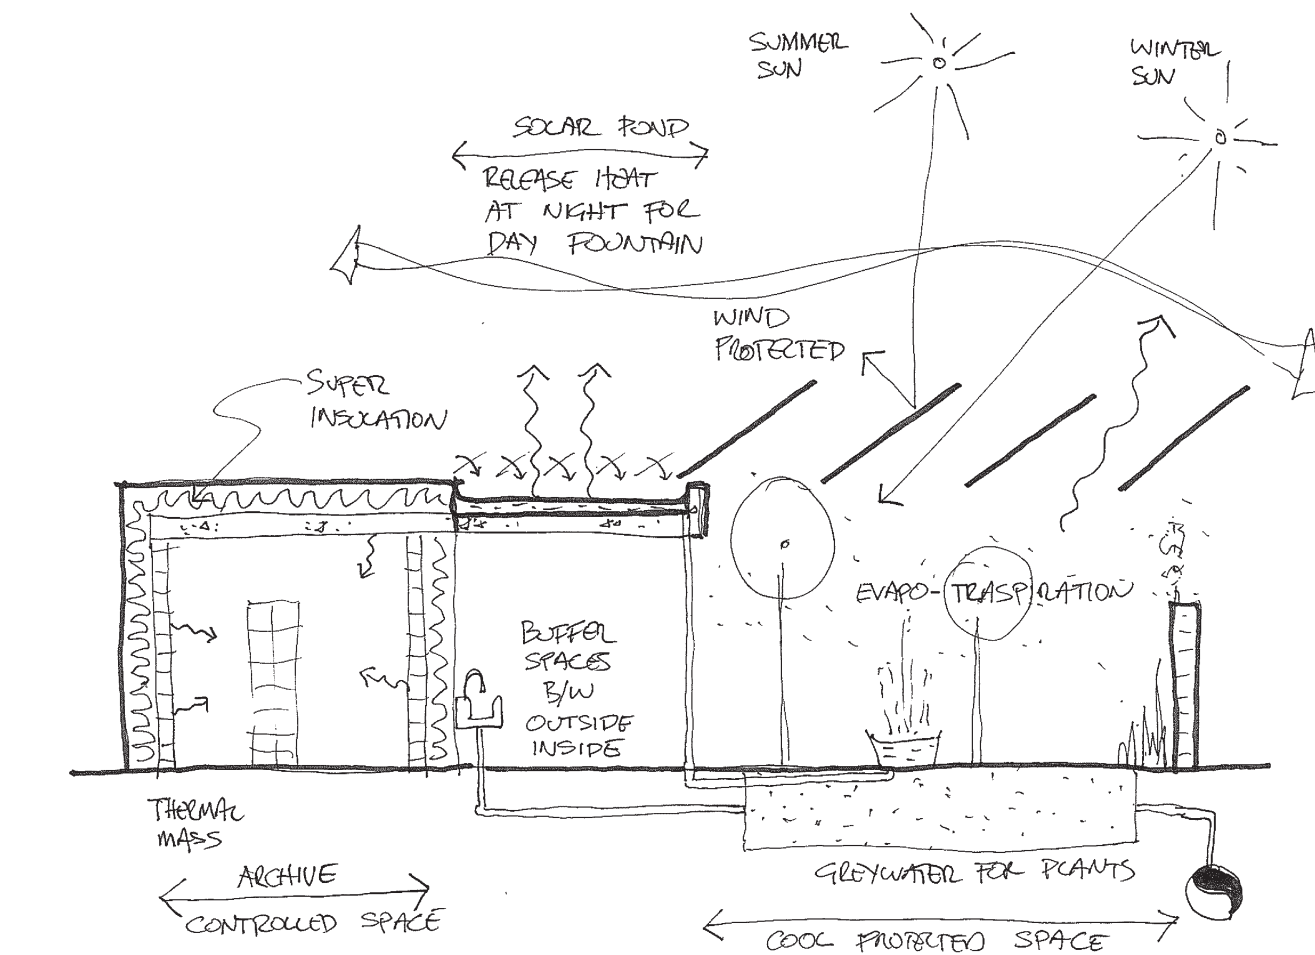 SUMMER
SUN
WINTER
SUN
SOLAR POND
RELEASE HEAT
AT NIGHT FOR
DAY FOUNTAIN
WIND
PROTECTED
SUPER
INSULATION
EVAPO-TRASPIRATION
BUFFER
SPACES
B/W
OUTSIDE
INSIDE
THERMAL
MASS
ARCHIVE
CONTROLLED SPACE
GREYWATER FOR PLANTS
COOL PROTECTED SPACE